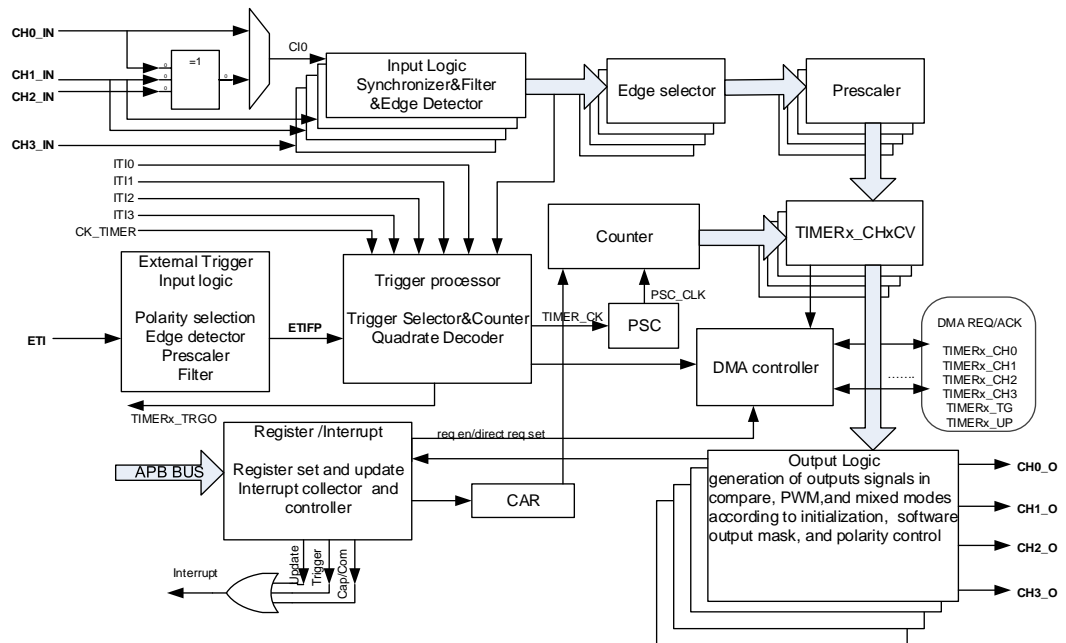 CH0_IN
CH1_IN
CH2_IN
CH3_IN
=1
0
0
0
0
CI0
Input Logic
Synchronizer&Filter
&Edge Detector
Edge selector
Prescaler
ITI0
ITI1
ITI2
ITI3
CK_TIMER
Counter
TIMERx_CHxCV
External Trigger
Input logic
Polarity selection
Edge detector
Prescaler
Filter
ETI
ETIFP
Trigger processor
Trigger Selector&Counter
Quadrate Decoder
TIMER_CK
PSC
PSC_CLK
DMA controller
DMA REQ/ACK
TIMERx_CH0
TIMERx_CH1
TIMERx_CH2
TIMERx_CH3
TIMERx_TG
TIMERx_UP
.......
TIMERx_TRGO
APB BUS
Register /Interrupt
Register set and update
Interrupt collector and
controller
req en/direct req set
CAR
Output Logic
generation of outputs signals in
compare, PWM,and mixed modes
according to initialization, software
output mask, and polarity control
CH0_O
CH1_O
CH2_O
CH3_O
Update
Trigger
Cap/Com
Interrupt